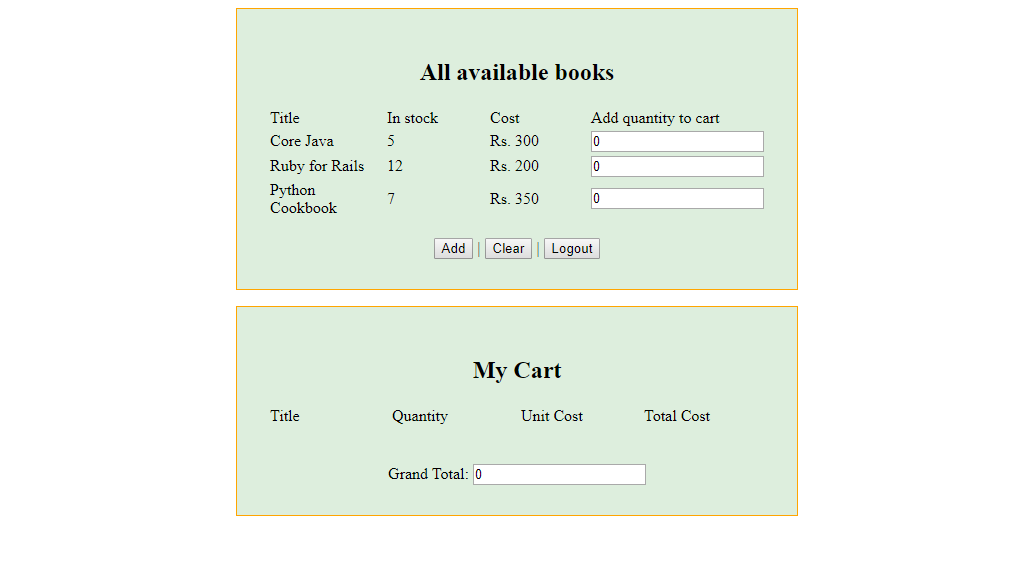 All available books
Title In stock Cost Add quantity to cart
Core Java 5 Rs. 300 0
Ruby for Rails 12 Rs. 200 0
Python
Cookbook 7 Rs. 350 0
Add | Clear | Logout
My Cart
Title Quantity Unit Cost Total Cost
Grand Total: 0